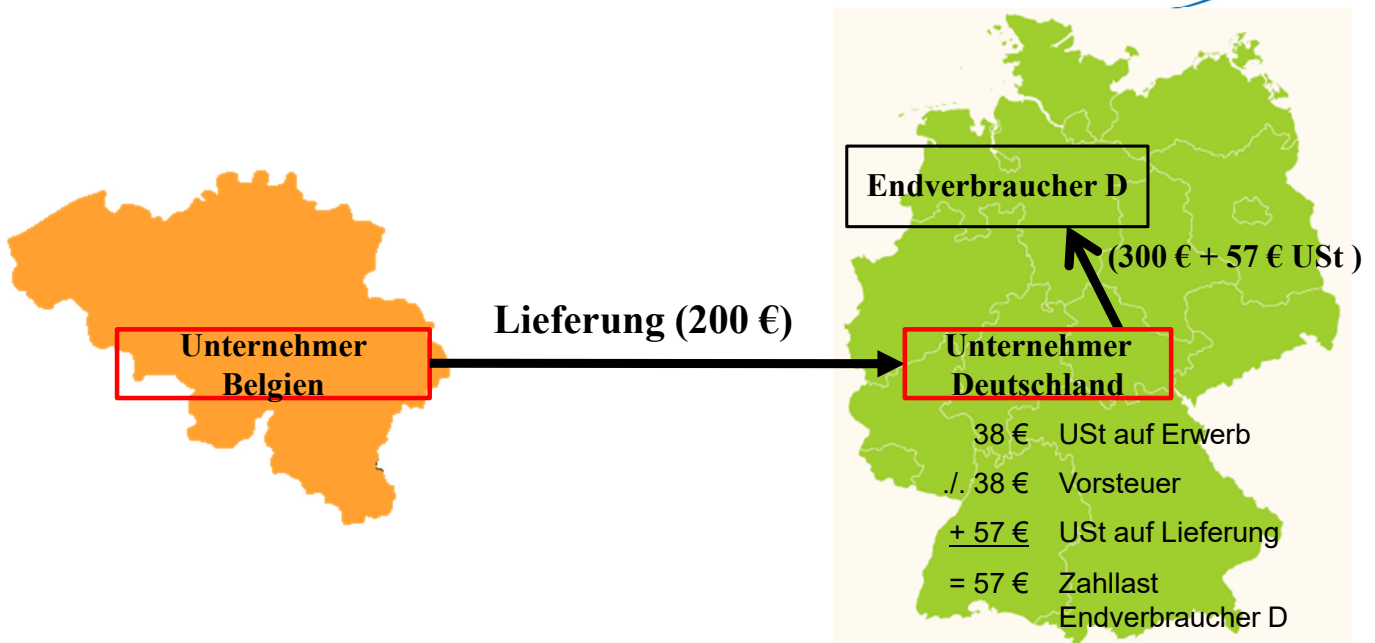 Endverbraucher D
(300 € + 57 € USt )
Lieferung (200 €)
Unternehmer
Belgien
Unternehmer
Deutschland
38 € USt auf Erwerb
./. 38 € Vorsteuer
+ 57 € USt auf Lieferung
= 57 € Zahllast
Endverbraucher D